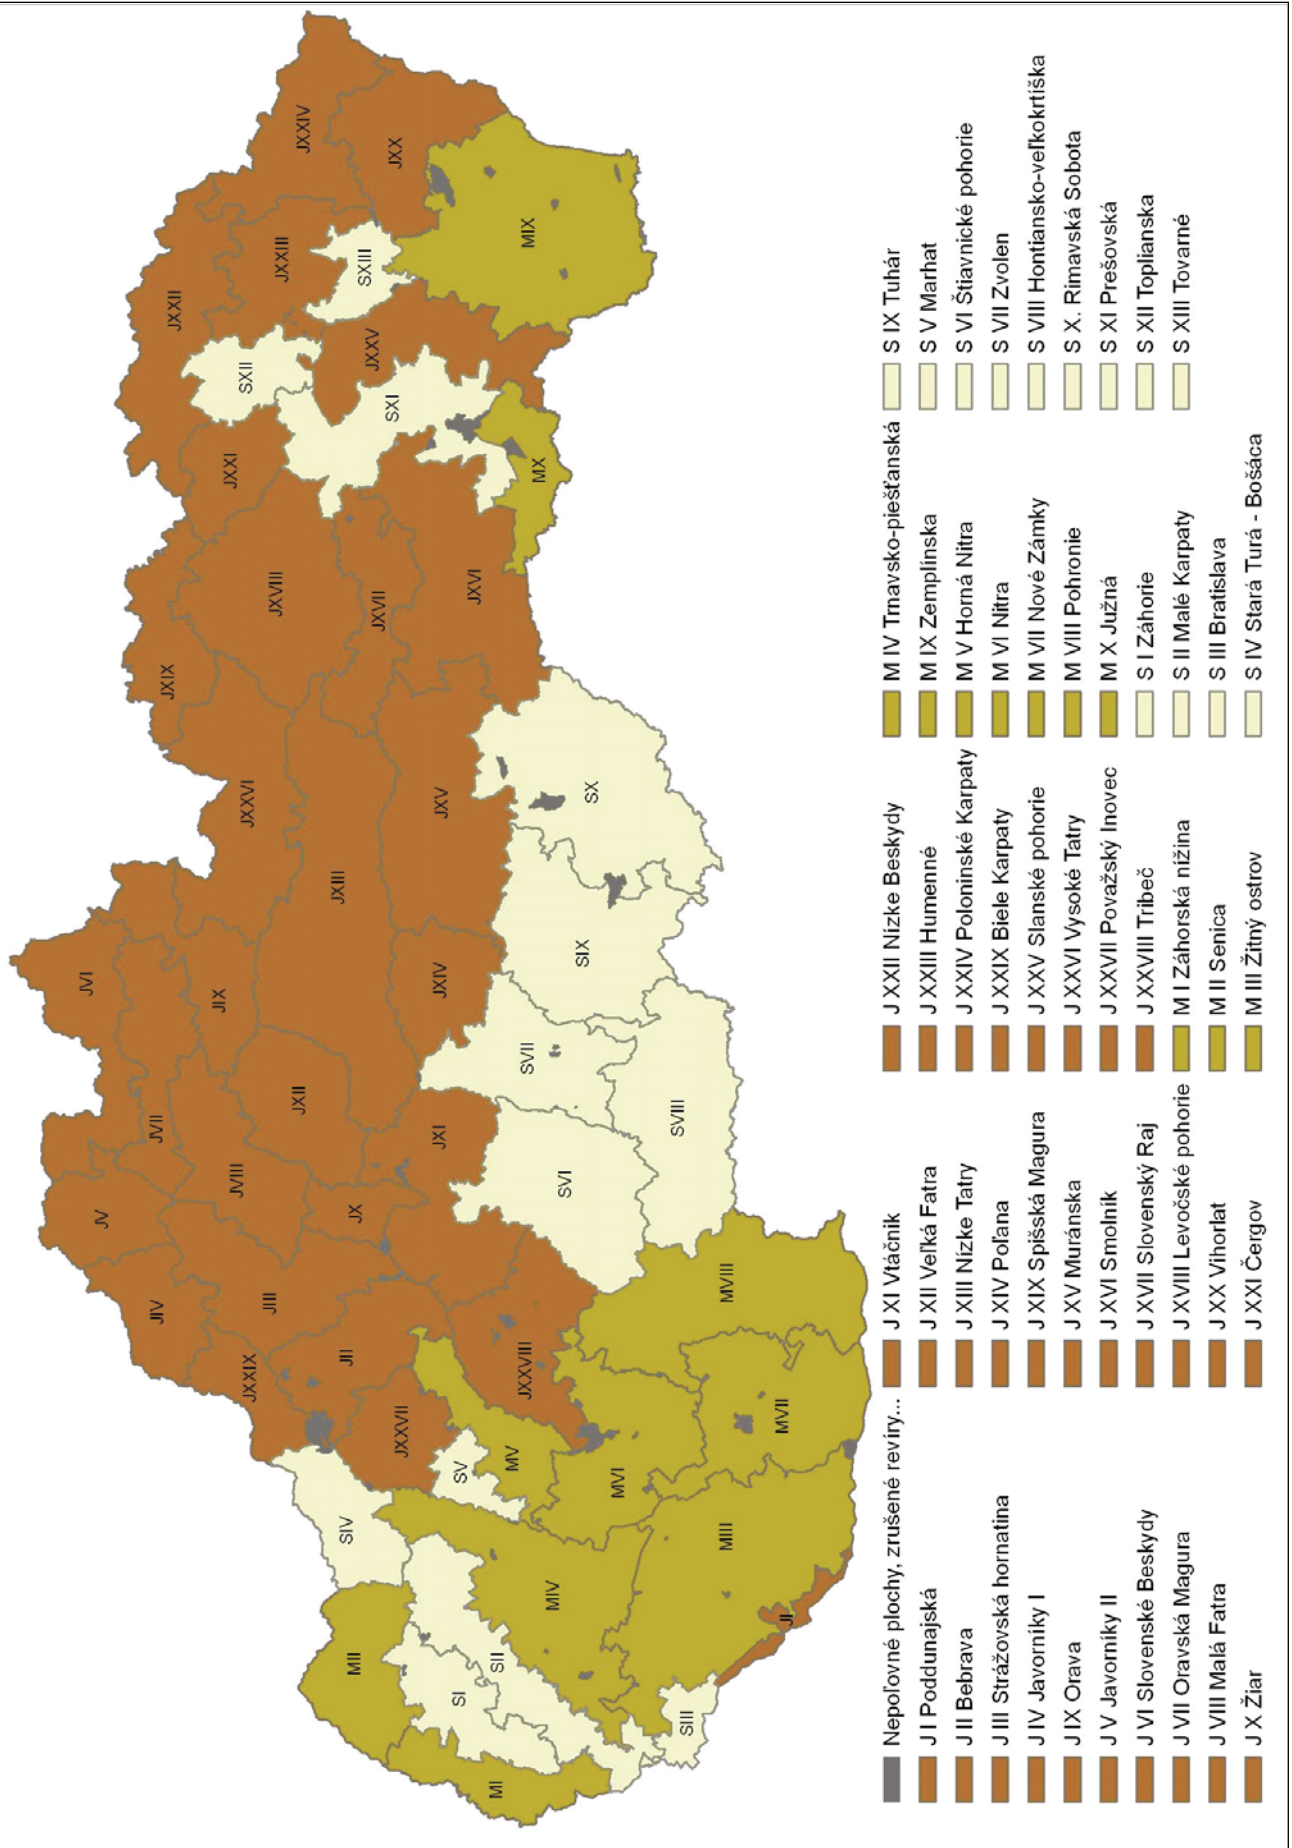 JXXIV
JXX
JXXII
JXXIII
SXIII
MIX
SXII
JXXV
SXI
JXXI
MX
JXVIII
JXVII
JXVI
JXIX
JXXVI
JXV
SX
JXIII
JVI
JIX
JXIV
SIX
SVII
JXII
JVII
JXI
SVIII
JVIII
SVI
JV
JX
JIV
JIII
MVIII
JXXIX
JII
JXXVIII
JXXVII
MVII
SV
MV
MVI
SIV
MIII
MIV
JI
MII
SII
SI
SIII
MI
Nepoľovné plochy, zrušené revíry...
J I Poddunajská
J II Bebrava
J III Strážovská hornatina
J IV Javorníky I
J IX Orava
J V Javorníky II
J VI Slovenské Beskydy
J VII Oravská Magura
J VIII Malá Fatra
J X Žiar
J XI Vtáčnik
J XII Veľká Fatra
J XIII Nízke Tatry
J XIV Poľana
J XIX Spišská Magura
J XV Muránska
J XVI Smolník
J XVII Slovenský Raj
J XVIII Levočské pohorie
J XX Vihorlat
J XXI Čergov
J XXII Nízke Beskydy
J XXIII Humenné
J XXIV Poloninské Karpaty
J XXIX Biele Karpaty
J XXV Slanské pohorie
J XXVI Vysoké Tatry
J XXVII Považský Inovec
J XXVIII Tribeč
M I Záhorská nížina
M II Senica
M III Žitný ostrov
M IV Trnavsko-piešťanská
M IX Zemplínska
M V Horná Nitra
M VI Nitra
M VII Nové Zámky
M VIII Pohronie
M X Južná
S I Záhorie
S II Malé Karpaty
S III Bratislava
S IV Stará Turá - Bošáca
S IX Tuhár
S V Marhat
S VI Štiavnické pohorie
S VII Zvolen
S VIII Hontiansko-veľkokrtíška
S X. Rimavská Sobota
S XI Prešovská
S XII Toplianska
S XIII Tovarné